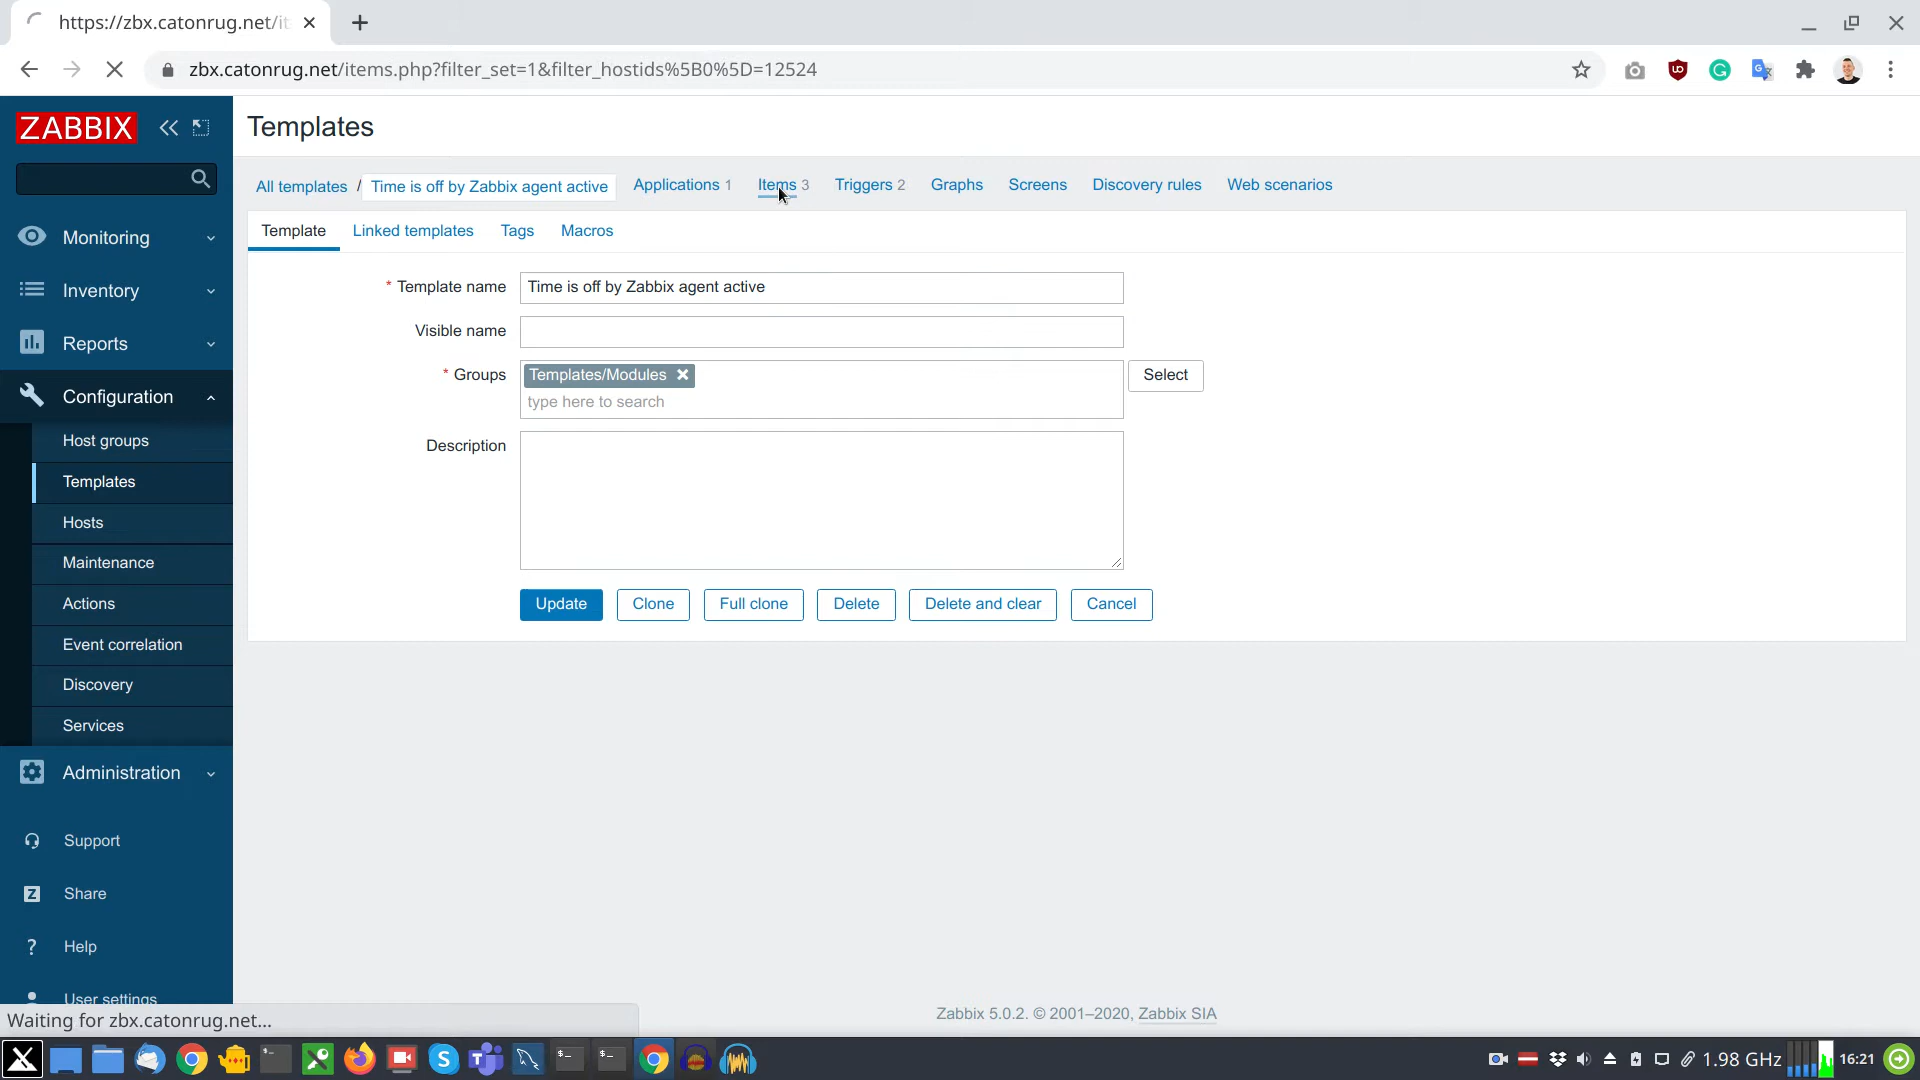 https://zbx.catonrug.net/it
zbx.catonrug.net/items.php?filter_set=1&filter_hostids%5B0%5D=12524
ZABBIX
Templates
All templates / Time is off by Zabbix agent active Applications 1 Items 3 Triggers 2 Graphs Screens Discovery rules Web scenarios
Template Linked templates Tags Macros
* Template name Time is off by Zabbix agent active
Visible name
* Groups Templates/Modules Select
type here to search
Description
Update Clone Full clone Delete Delete and clear Cancel
Monitoring
Inventory
Reports
Configuration
Host groups
Templates
Hosts
Maintenance
Actions
Event correlation
Discovery
Services
Administration
Support
Z Share
? Help
User settings
Zabbix 5.0.2. © 2001–2020, Zabbix SIA
Waiting for zbx.catonrug.net...
1.98 GHz 16:21